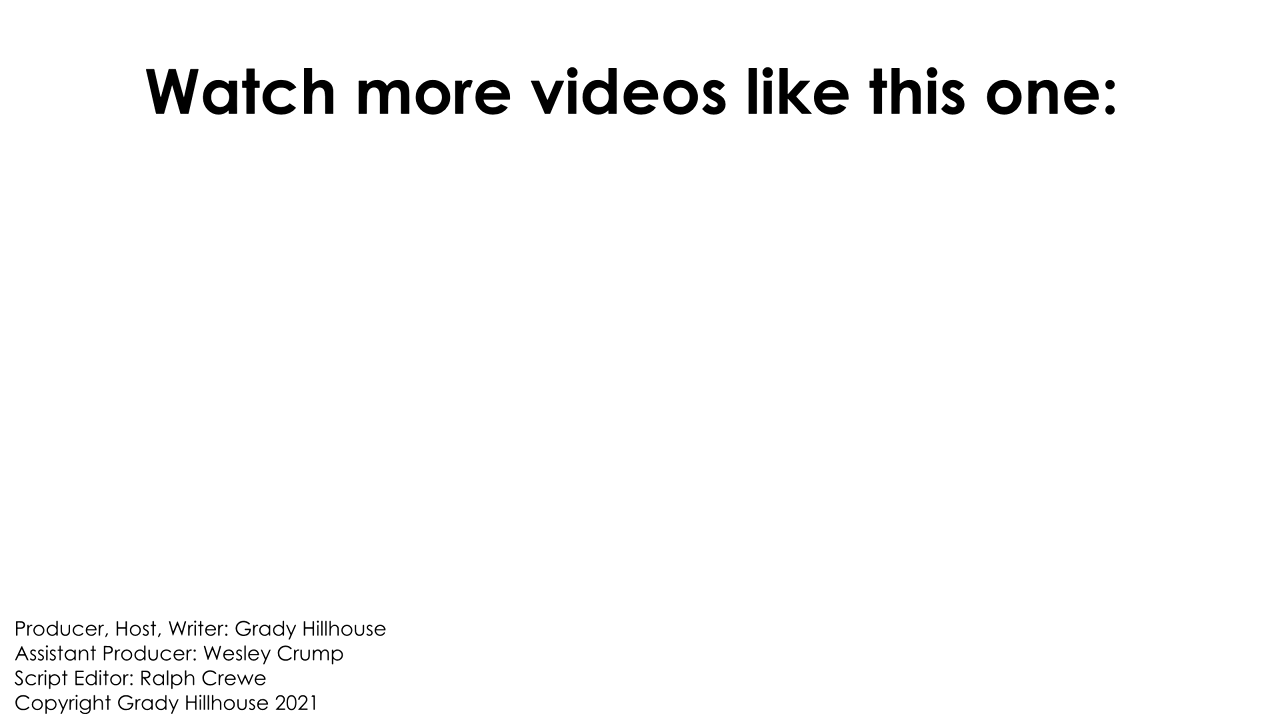 Watch more videos like this one:
Producer, Host, Writer: Grady Hillhouse
Assistant Producer: Wesley Crump
Script Editor: Ralph Crewe
Copyright Grady Hillhouse 2021